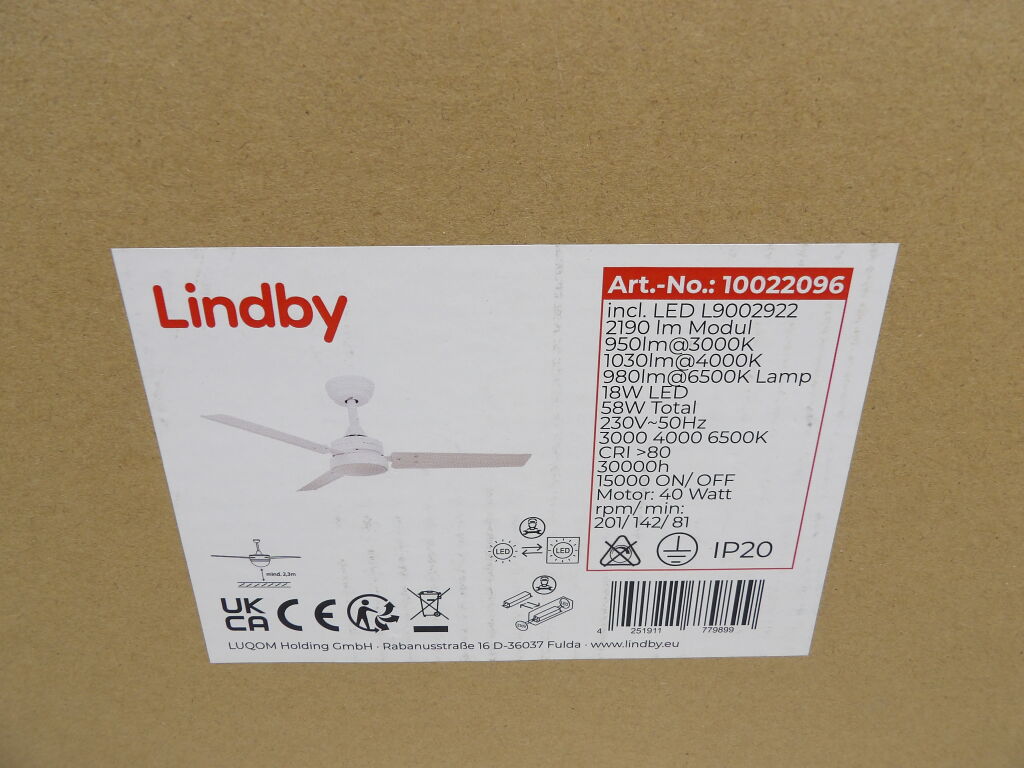 Lindby
Art.-No.: 10022096
incl. LED L9002922
2190 lm Modul
950lm@3000K
1030lm@4000K
980lm@6500K Lamp
18W LED
58W Total
230V~50Hz
3000 4000 6500K
CRI >80
30000h
15000 ON/ OFF
Motor: 40 Watt
rpm/ min:
201/ 142/ 81
IP20
LED
LED
mind. 2,3m
UK
CA
CE
4 251911 779899
LUQOM Holding GmbH · Rabanusstraße 16 D-36037 Fulda · www.lindby.eu